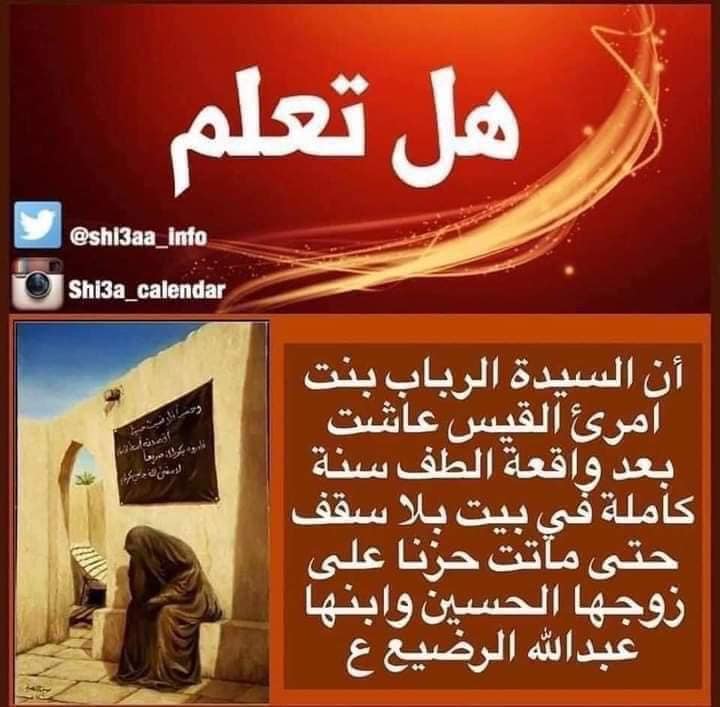 هل تعلم
@shi3aa_info
Shi3a_calendar
أن السيدة الرباب بنت
امرئ القيس عاشت
بعد واقعة الطف سنة
كاملة في بيت بلا سقف
حتى ماتت حزنا على
زوجها الحسين وابنها
عبدالله الرضيع ع